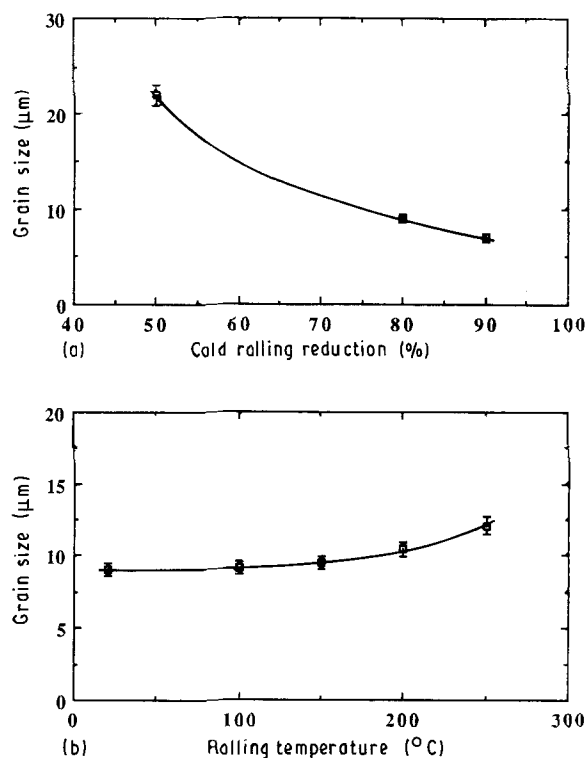 30
20
10
0
Grain size (μm)
40 50 60 70 80 90 100
(a) Cold rolling reduction (%)
20
15
10
5
0
Grain size (μm)
0 100 200 300
(b) Rolling temperature (°C)